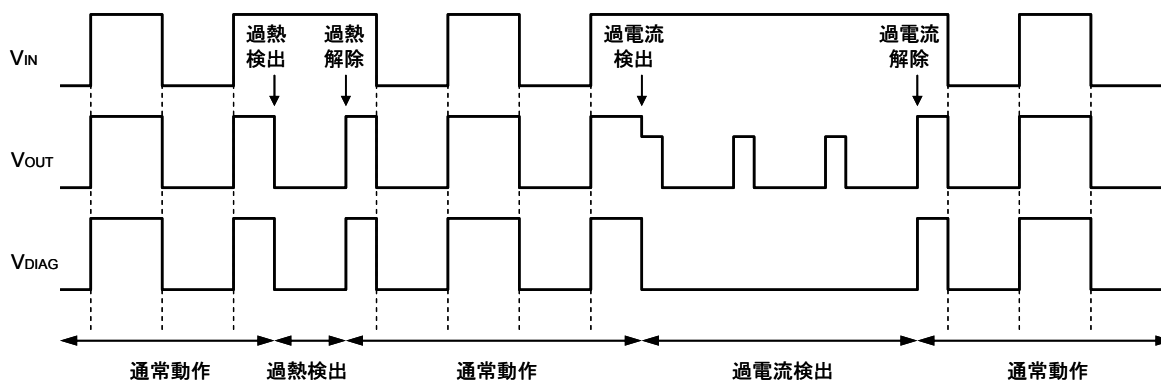 VIN
過熱
検出
過熱
解除
過電流
検出
過電流
解除
VOUT
VDIAG
通常動作
過熱検出
通常動作
過電流検出
通常動作